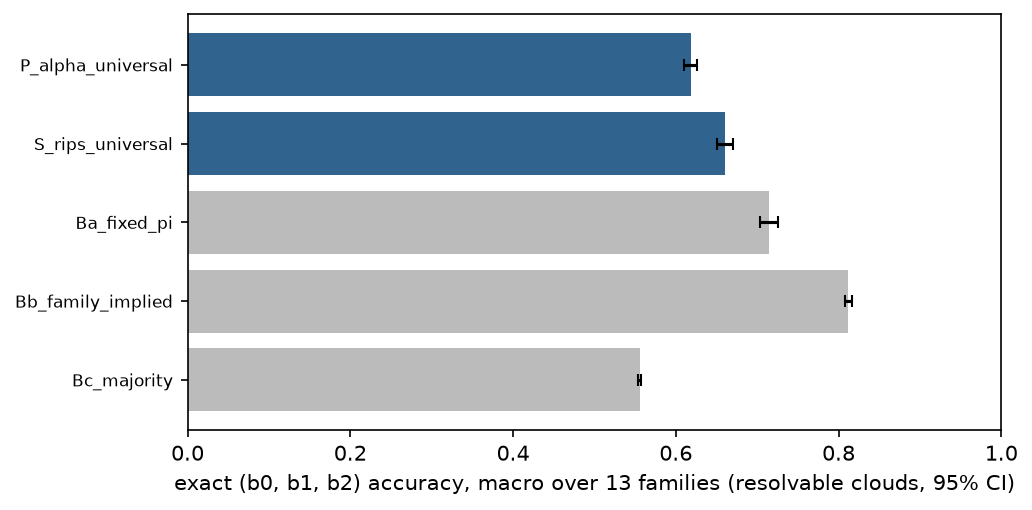 P_alpha_universal
S_rips_universal
Ba_fixed_pi
Bb_family_implied
Bc_majority
0.0 0.2 0.4 0.6 0.8 1.0
exact (b0, b1, b2) accuracy, macro over 13 families (resolvable clouds, 95% CI)